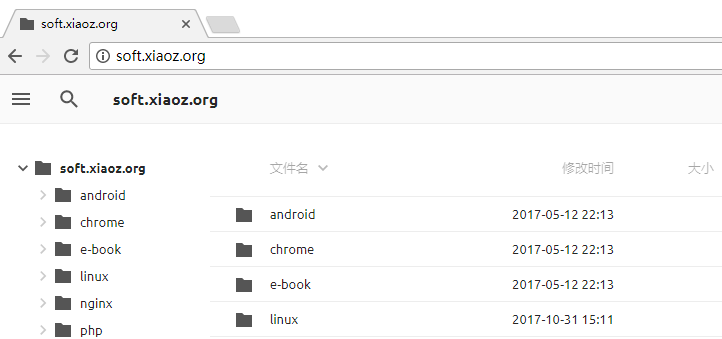 soft.xiaoz.org
soft.xiaoz.org
soft.xiaoz.org
soft.xiaoz.org
文件名 修改时间 大小
android
chrome
e-book
linux
nginx
php
android 2017-05-12 22:13
chrome 2017-05-12 22:13
e-book 2017-05-12 22:13
linux 2017-10-31 15:11